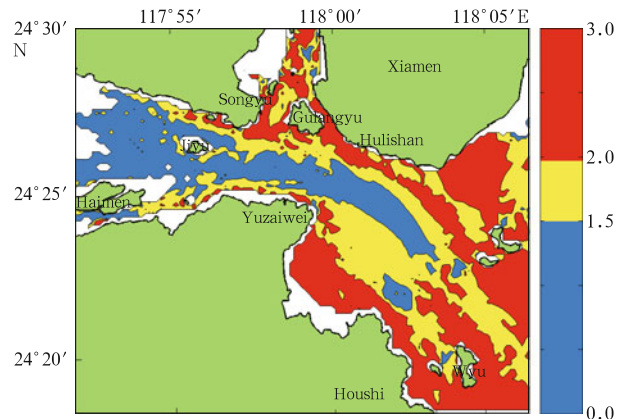 117°55′ 118°00′ 118°05′E
24°30′
N
24°25′
24°20′
Xiamen
Songyu
Gulangyu
Hulishan
Jiyu
Haimen
Yuzaiwei
Houshi
Wyu
3.0
2.0
1.5
0.0